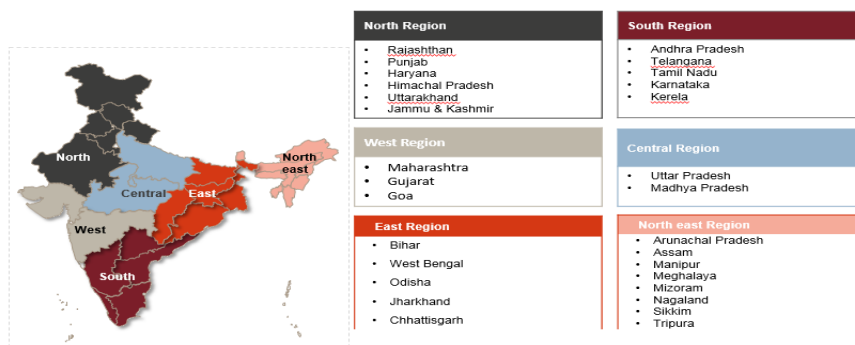 North
North
east
Central
East
West
South
North Region
• Rajashthan
• Punjab
• Haryana
• Himachal Pradesh
• Uttarakhand
• Jammu & Kashmir
South Region
• Andhra Pradesh
• Telangana
• Tamil Nadu
• Karnataka
• Kerela
West Region
• Maharashtra
• Gujarat
• Goa
Central Region
• Uttar Pradesh
• Madhya Pradesh
East Region
• Bihar
• West Bengal
• Odisha
• Jharkhand
• Chhattisgarh
North east Region
• Arunachal Pradesh
• Assam
• Manipur
• Meghalaya
• Mizoram
• Nagaland
• Sikkim
• Tripura